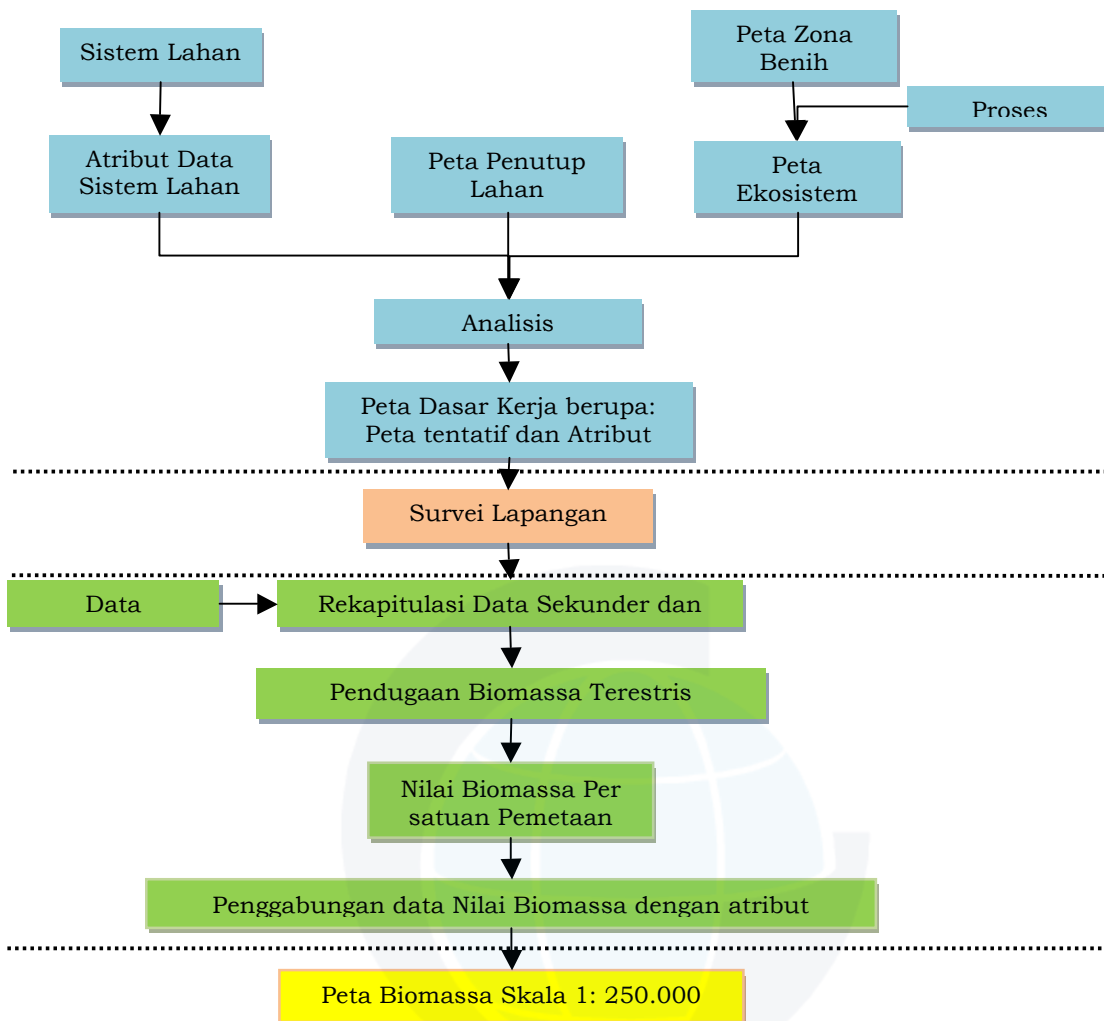 Sistem Lahan
Peta Zona
Benih
Proses
Atribut Data
Sistem Lahan
Peta Penutup
Lahan
Peta
Ekosistem
Analisis
Peta Dasar Kerja berupa:
Peta tentatif dan Atribut
Survei Lapangan
Data
Rekapitulasi Data Sekunder dan
Pendugaan Biomassa Terestris
Nilai Biomassa Per
satuan Pemetaan
Penggabungan data Nilai Biomassa dengan atribut
Peta Biomassa Skala 1: 250.000